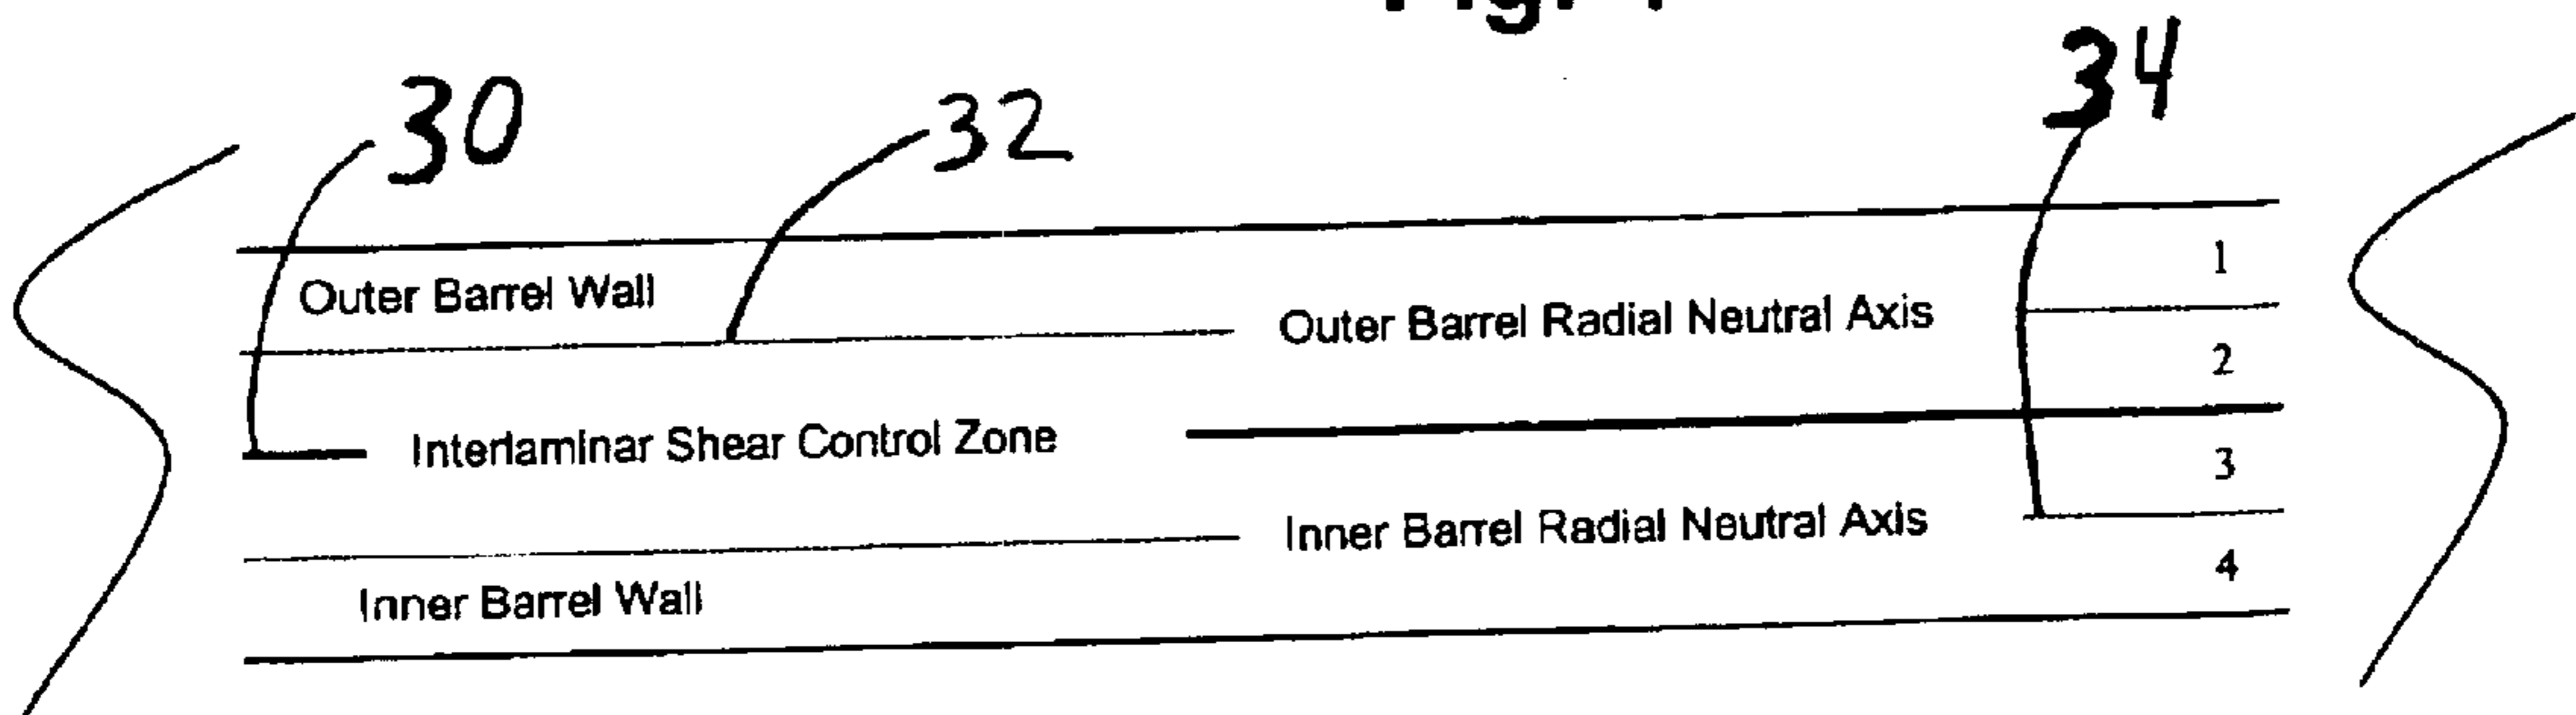 30 32 34
Outer Barrel Wall
1
Outer Barrel Radial Neutral Axis
2
Interlaminar Shear Control Zone
3
Inner Barrel Radial Neutral Axis
4
Inner Barrel Wall